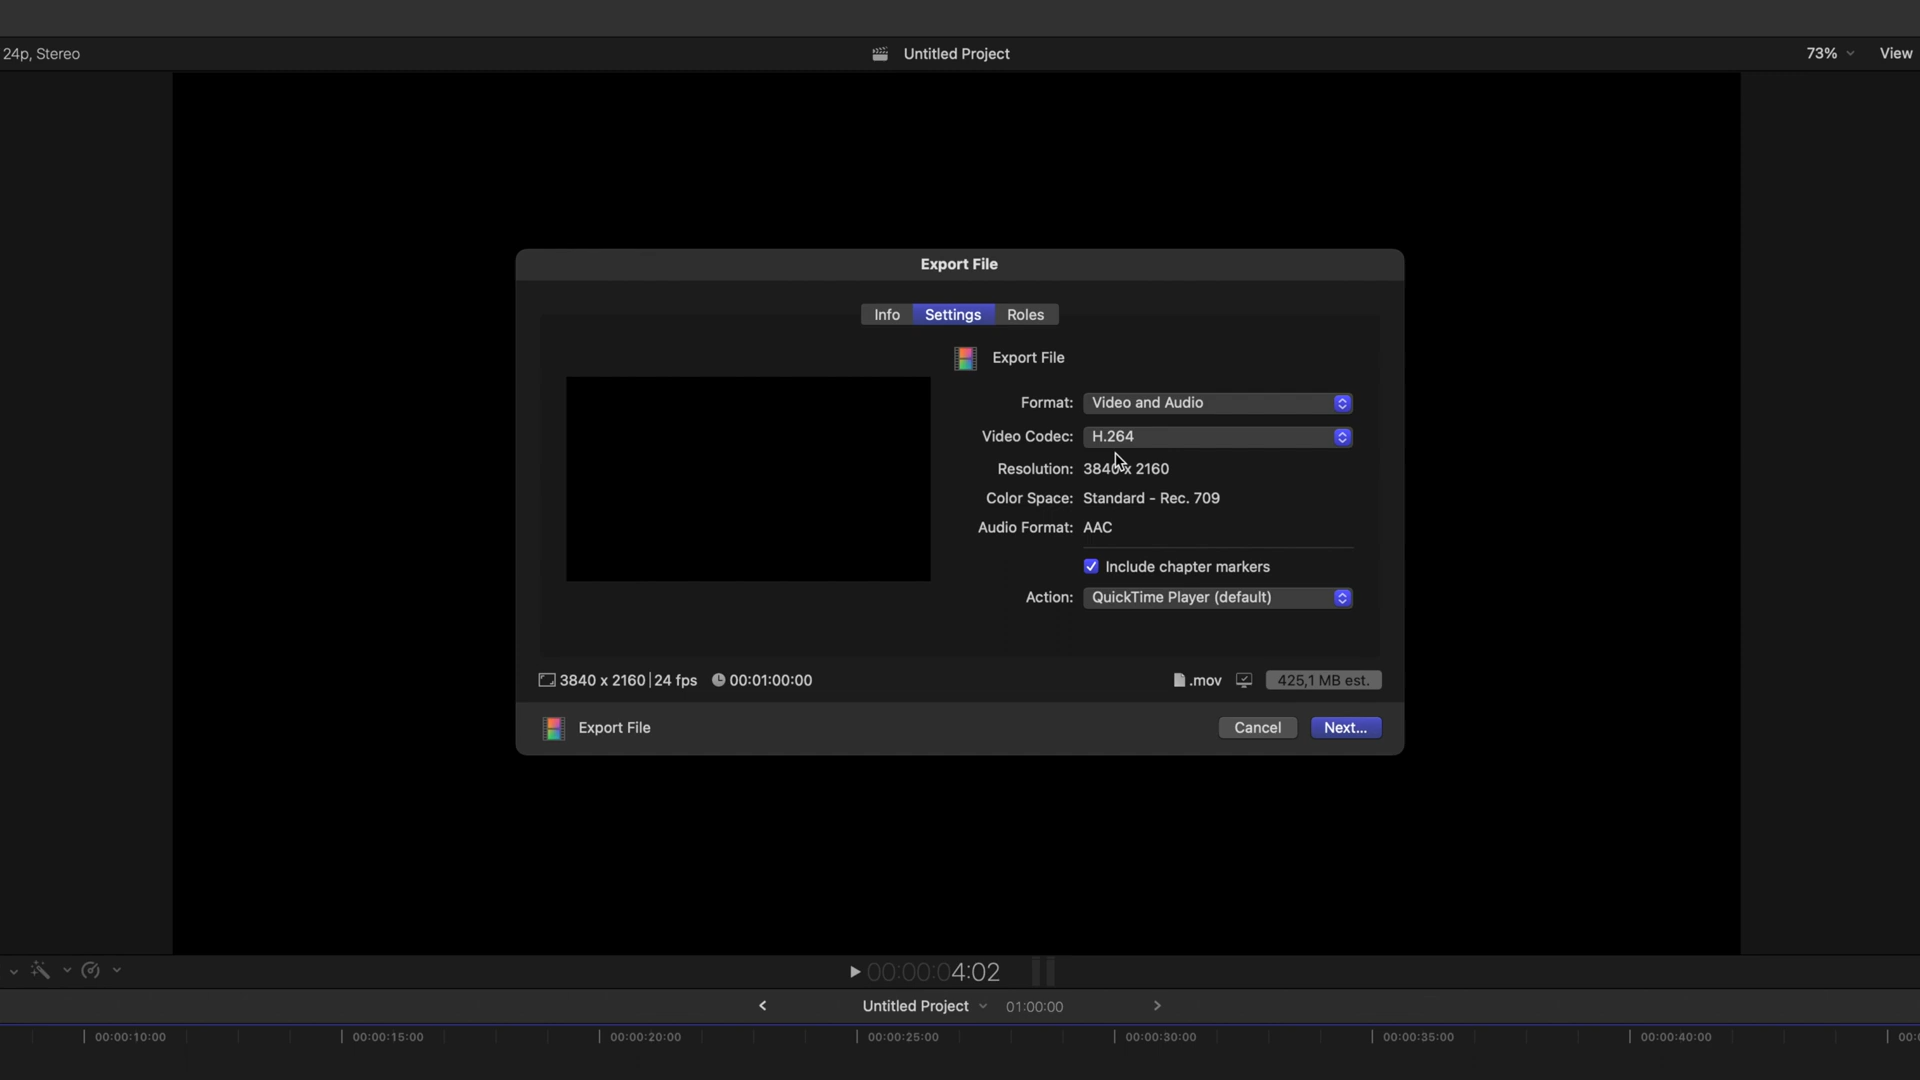 24p, Stereo
Untitled Project
73%
View
Export File
Info
Settings
Roles
Export File
Format: Video and Audio
Video Codec: H.264
Resolution: 3840 x 2160
Color Space: Standard - Rec. 709
Audio Format: AAC
Include chapter markers
Action: QuickTime Player (default)
3840 x 2160 | 24 fps
00:01:00:00
.mov
425,1 MB est.
Export File
Cancel
Next...
00:00:04:02
Untitled Project
01:00:00
00:00:10:00
00:00:15:00
00:00:20:00
00:00:25:00
00:00:30:00
00:00:35:00
00:00:40:00
00: